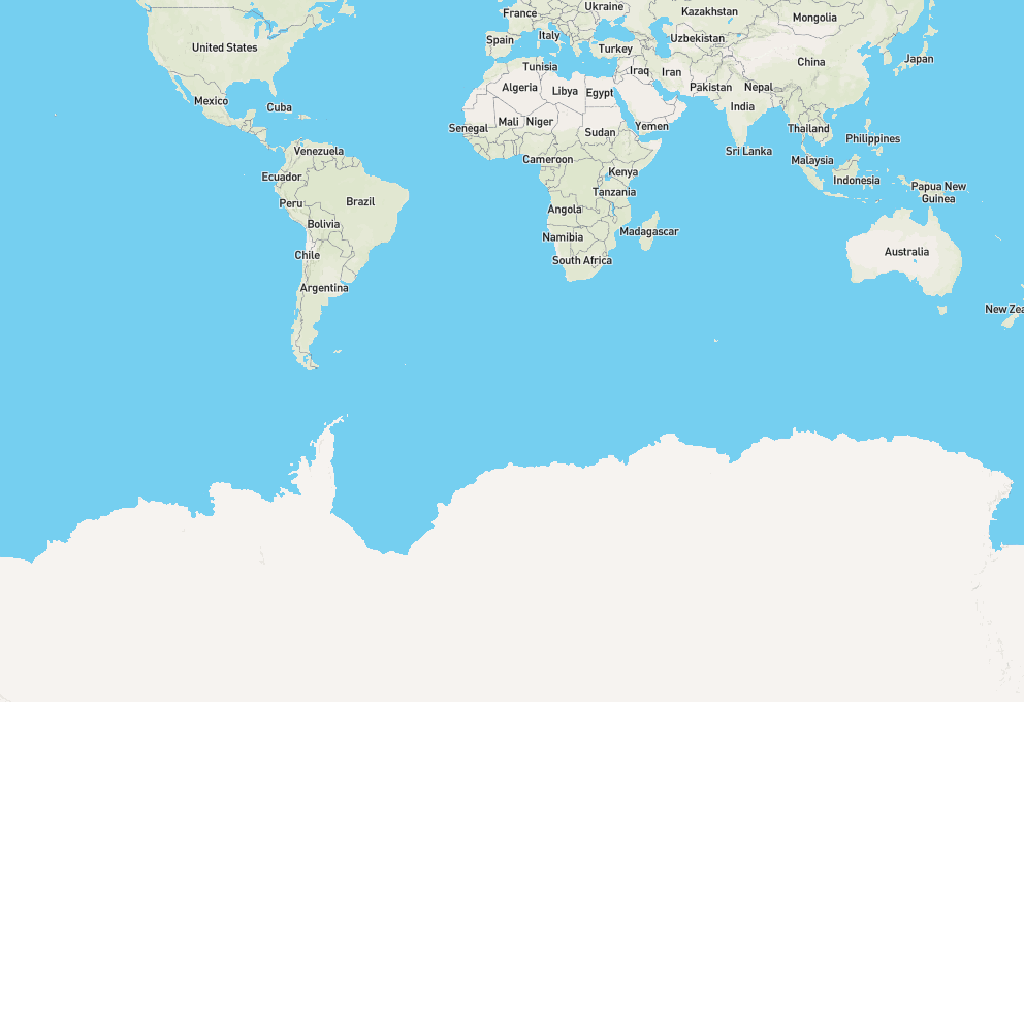 France
Ukraine
Kazakhstan
Mongolia
United States
Spain
Italy
Turkey
Uzbekistan
China
Japan
Tunisia
Iraq
Iran
Mexico
Cuba
Algeria
Libya
Egypt
Pakistan
Nepal
India
Senegal
Mali
Niger
Sudan
Yemen
Thailand
Philippines
Venezuela
Cameroon
Sri Lanka
Malaysia
Ecuador
Kenya
Indonesia
Peru
Brazil
Tanzania
Papua New
Guinea
Angola
Bolivia
Namibia
Madagascar
Chile
South Africa
Australia
Argentina
New Zea